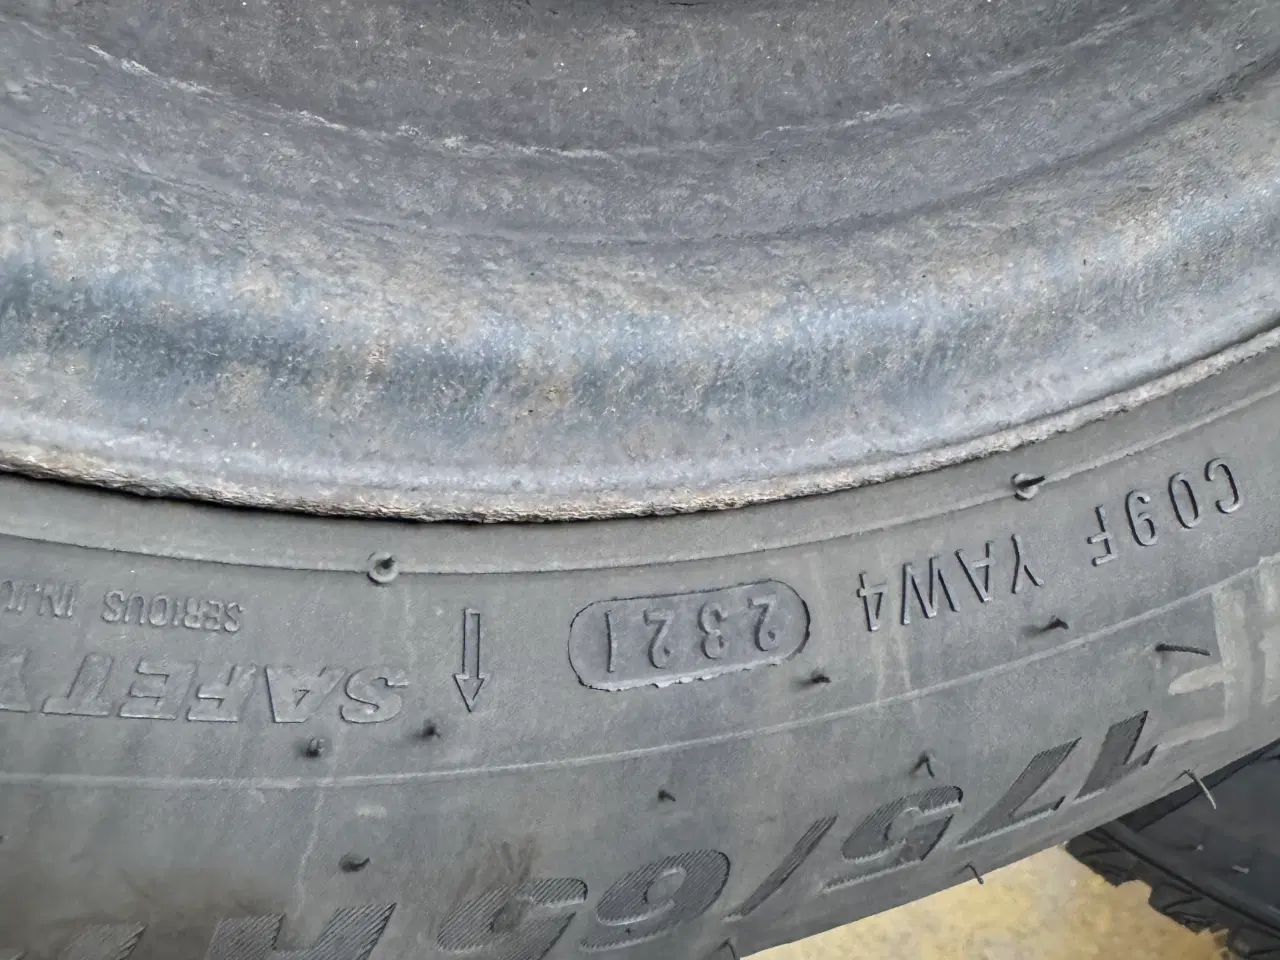 C09F YAW4 2321
SERIOUS INJU
SAFETY
175/65 R